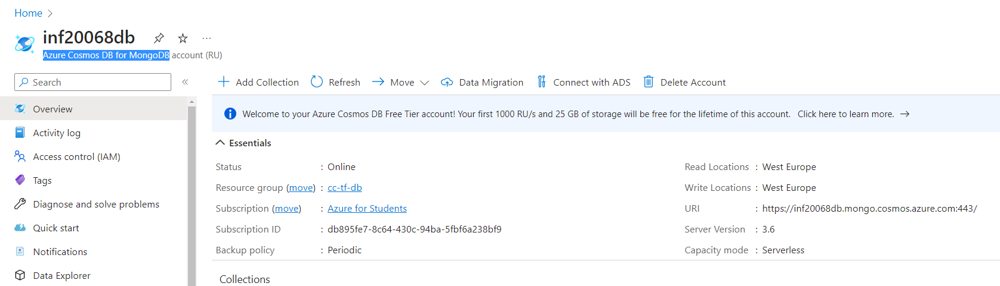 Home >
inf20068db ...
Azure Cosmos DB for MongoDB account (RU)
Search «
Add Collection Refresh Move Data Migration Connect with ADS Delete Account
Overview
Welcome to your Azure Cosmos DB Free Tier account! Your first 1000 RU/s and 25 GB of storage will be free for the lifetime of this account. Click here to learn more. →
Activity log
Essentials
Access control (IAM)
Status : Online Read Locations : West Europe
Tags
Resource group (move) : cc-tf-db Write Locations : West Europe
Diagnose and solve problems
Subscription (move) : Azure for Students URI : https://inf20068db.mongo.cosmos.azure.com:443/
Quick start
Subscription ID : db895fe7-8c64-430c-94ba-5fbf6a238bf9 Server Version : 3.6
Notifications
Backup policy : Periodic Capacity mode : Serverless
Data Explorer
Collections